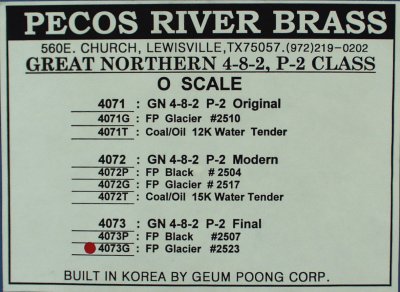 PECOS RIVER BRASS
560E. CHURCH, LEWISVILLE,TX75057.(972)219-0202
GREAT NORTHERN 4-8-2, P-2 CLASS
O SCALE
4071 : GN 4-8-2 P-2 Original
4071G : FP Glacier #2510
4071T : Coal/Oil 12K Water Tender
4072 : GN 4-8-2 P-2 Modern
4072P : FP Black # 2504
4072G : FP Glacier # 2517
4072T : Coal/Oil 15K Water Tender
4073 : GN 4-8-2 P-2 Final
4073P : FP Black #2507
4073G : FP Glacier #2523
BUILT IN KOREA BY GEUM POONG CORP.